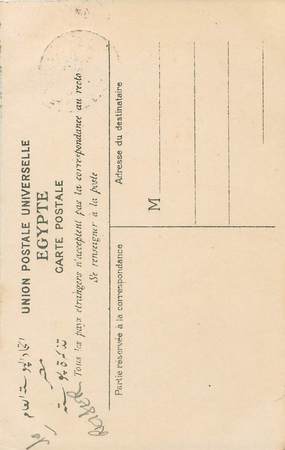 UNION POSTALE UNIVERSELLE
EGYPTE
CARTE POSTALE
Tous les pays étrangers n'acceptent pas la correspondance au recto
Se renseigner à la poste
Partie reservée à la correspondance
Adresse du destinataire
M